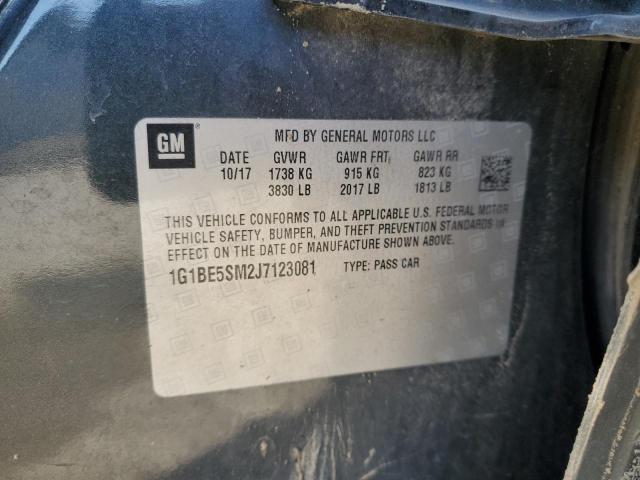 GM ® MFD BY GENERAL MOTORS LLC
DATE GVWR GAWR FRT GAWR RR
10/17 1738 KG 915 KG 823 KG
3830 LB 2017 LB 1813 LB
THIS VEHICLE CONFORMS TO ALL APPLICABLE U.S. FEDERAL MOTOR
VEHICLE SAFETY, BUMPER, AND THEFT PREVENTION STANDARDS IN
EFFECT ON THE DATE OF MANUFACTURE SHOWN ABOVE.
1G1BE5SM2J7123081 TYPE: PASS CAR